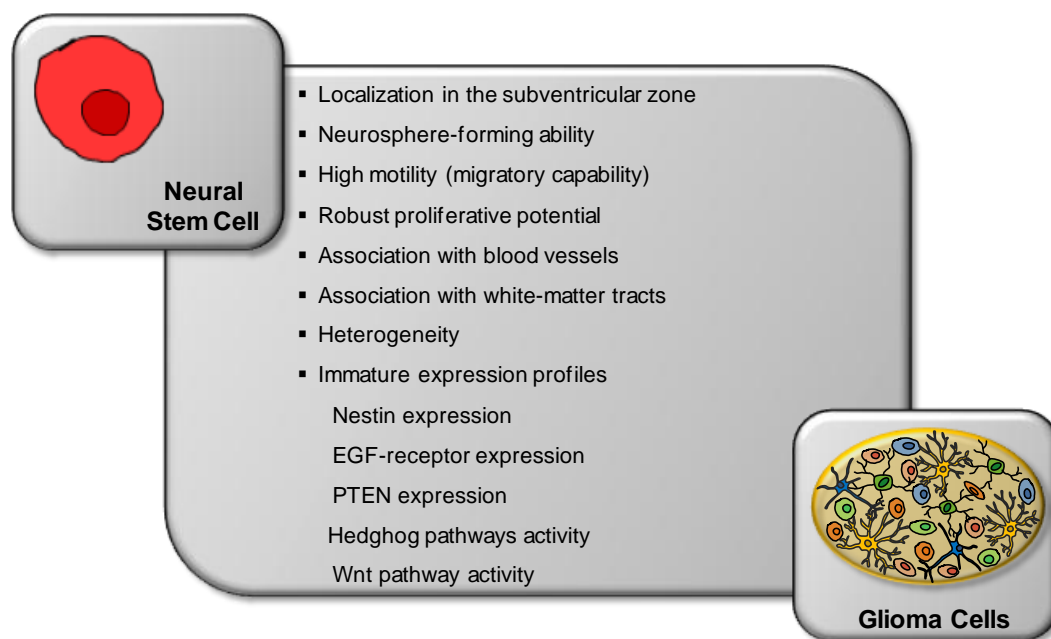 Neural
Stem Cell
▪ Localization in the subventricular zone
▪ Neurosphere-forming ability
▪ High motility (migratory capability)
▪ Robust proliferative potential
▪ Association with blood vessels
▪ Association with white-matter tracts
▪ Heterogeneity
▪ Immature expression profiles
Nestin expression
EGF-receptor expression
PTEN expression
Hedghog pathways activity
Wnt pathway activity
Glioma Cells